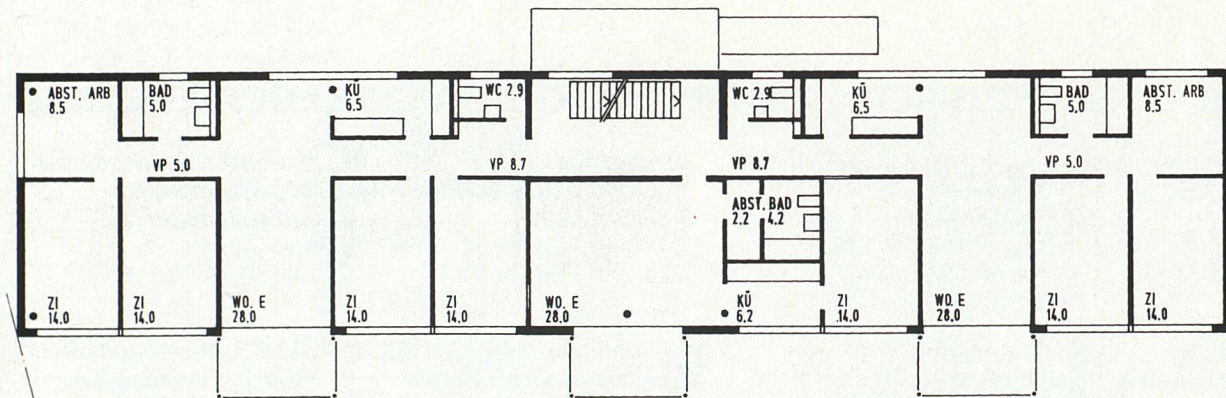 ABST. ARB
8.5
BAD
5.0
KÜ
6.5
WC 2.9
WC 2.9
KÜ
6.5
BAD
5.0
ABST. ARB
8.5
VP 5.0
VP 8.7
VP 8.7
VP 5.0
ABST.
2.2
BAD
4.2
ZI
14.0
ZI
14.0
WO. E
28.0
ZI
14.0
ZI
14.0
WO. E
28.0
KÜ
6.2
ZI
14.0
WO. E
28.0
ZI
14.0
ZI
14.0